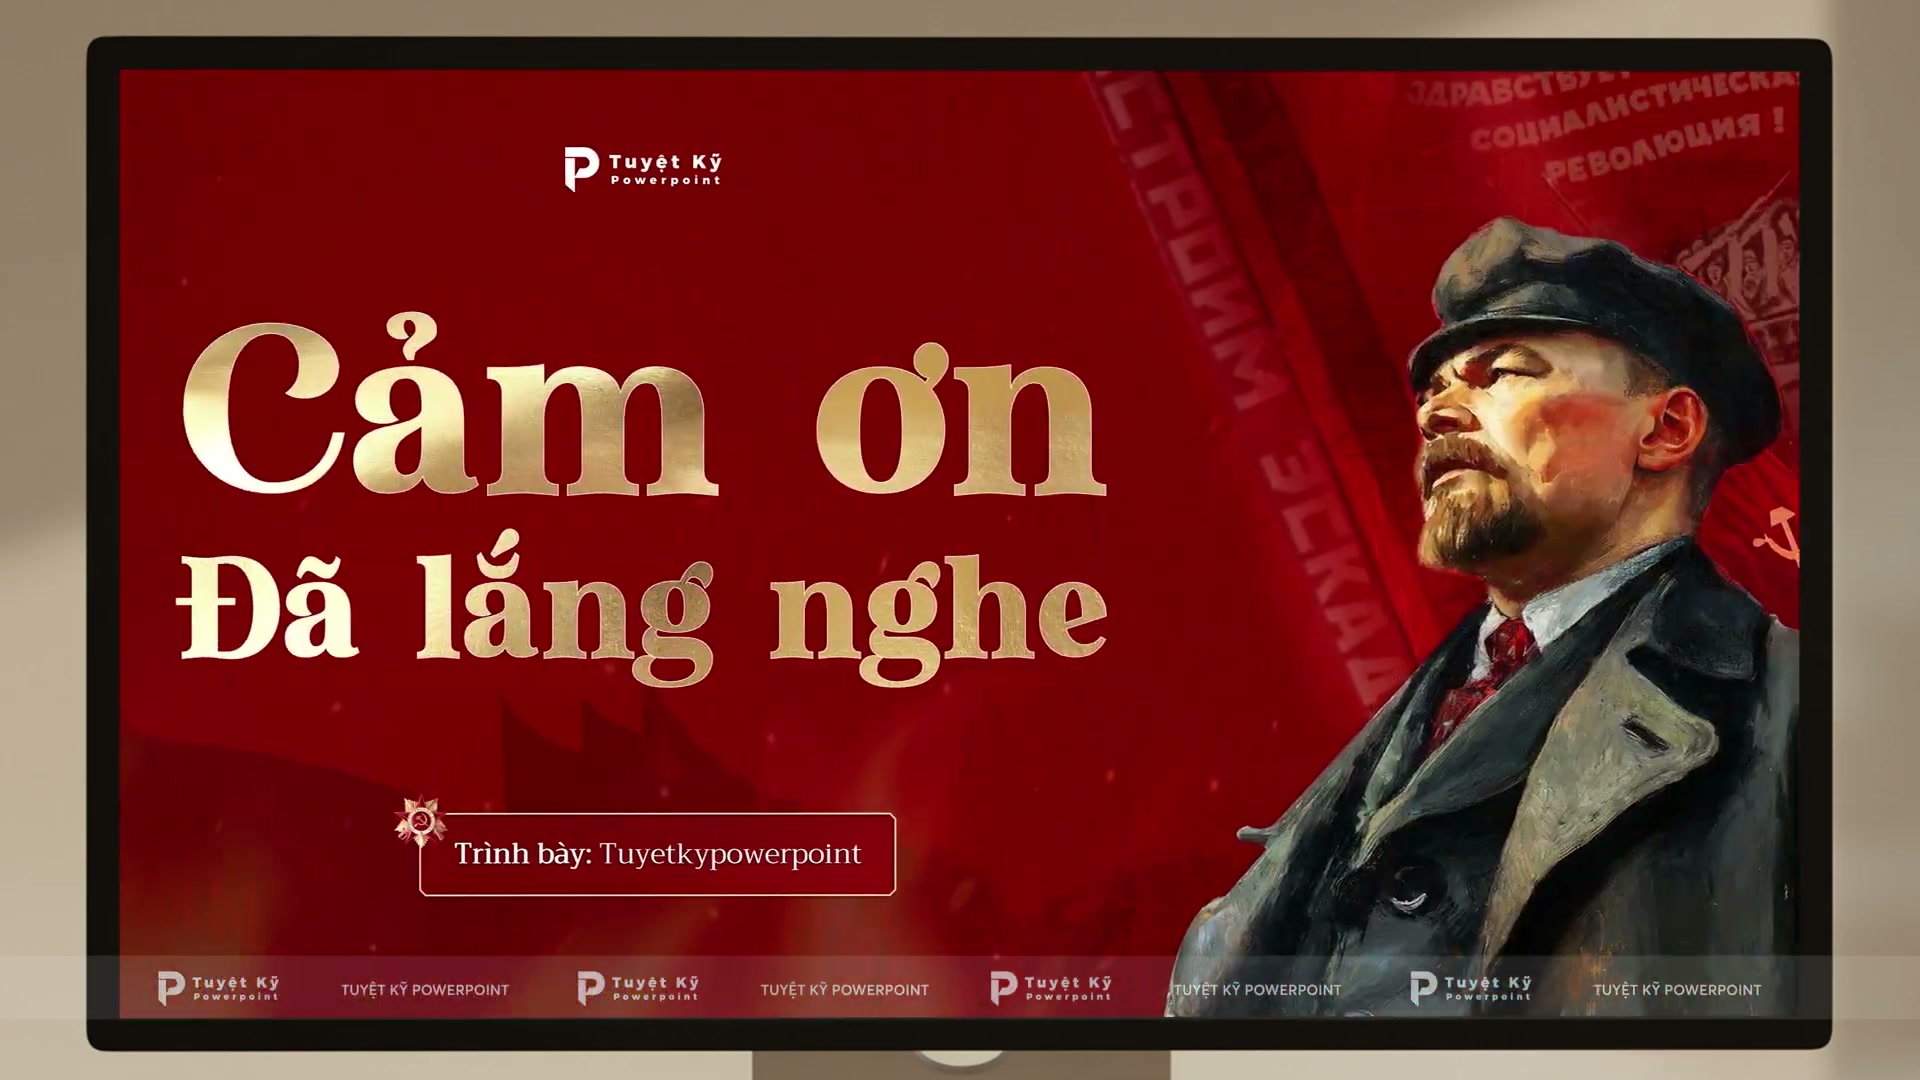 Tuyệt Kỹ
Powerpoint
ЗДРАВСТВУЕТ
СОЦИАЛИСТИЧЕСКАЯ
РЕВОЛЮЦИЯ !
СТРОИМ ЭСКАД
Cảm ơn
Đã lắng nghe
Trình bày: Tuyetkypowerpoint
Tuyệt Kỹ Powerpoint TUYỆT KỸ POWERPOINT Tuyệt Kỹ Powerpoint TUYỆT KỸ POWERPOINT Tuyệt Kỹ Powerpoint TUYỆT KỸ POWERPOINT Tuyệt Kỹ Powerpoint TUYỆT KỸ POWERPOINT